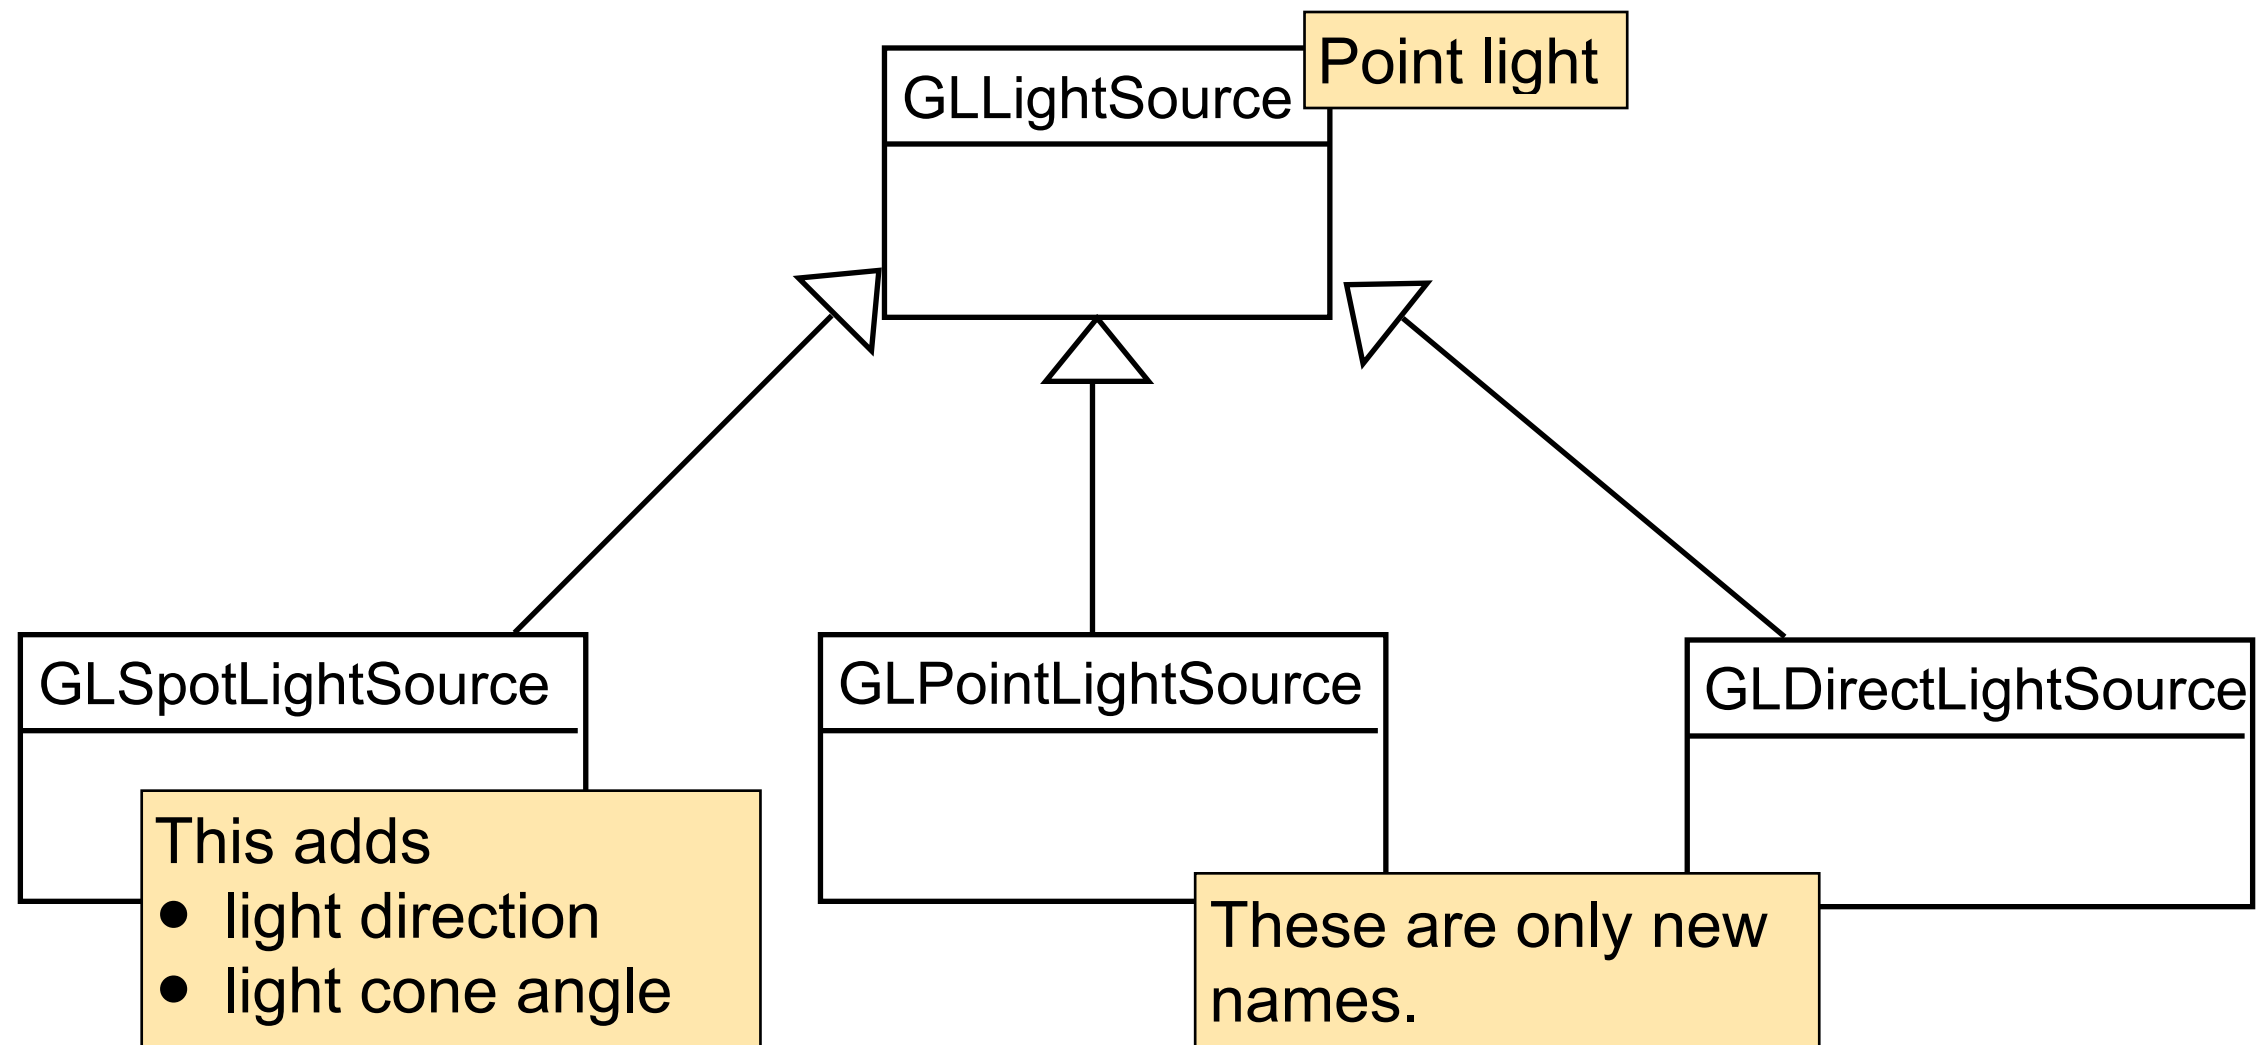 Point light
GLLightSource
GLSpotLightSource
GLPointLightSource
GLDirectLightSource
This adds
● light direction
● light cone angle
These are only new
names.